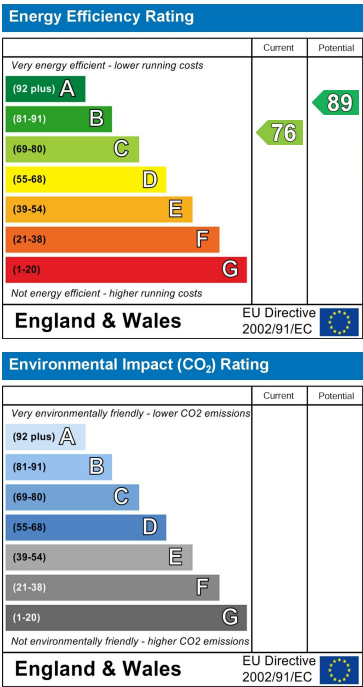 Energy Efficiency Rating
Current Potential
Very energy efficient - lower running costs
(92 plus) A
(81-91) B
(69-80) C
(55-68) D
(39-54) E
(21-38) F
(1-20) G
76
89
Not energy efficient - higher running costs
England & Wales
EU Directive
2002/91/EC
Environmental Impact (CO₂) Rating
Current Potential
Very environmentally friendly - lower CO2 emissions
(92 plus) A
(81-91) B
(69-80) C
(55-68) D
(39-54) E
(21-38) F
(1-20) G
Not environmentally friendly - higher CO2 emissions
England & Wales
EU Directive
2002/91/EC